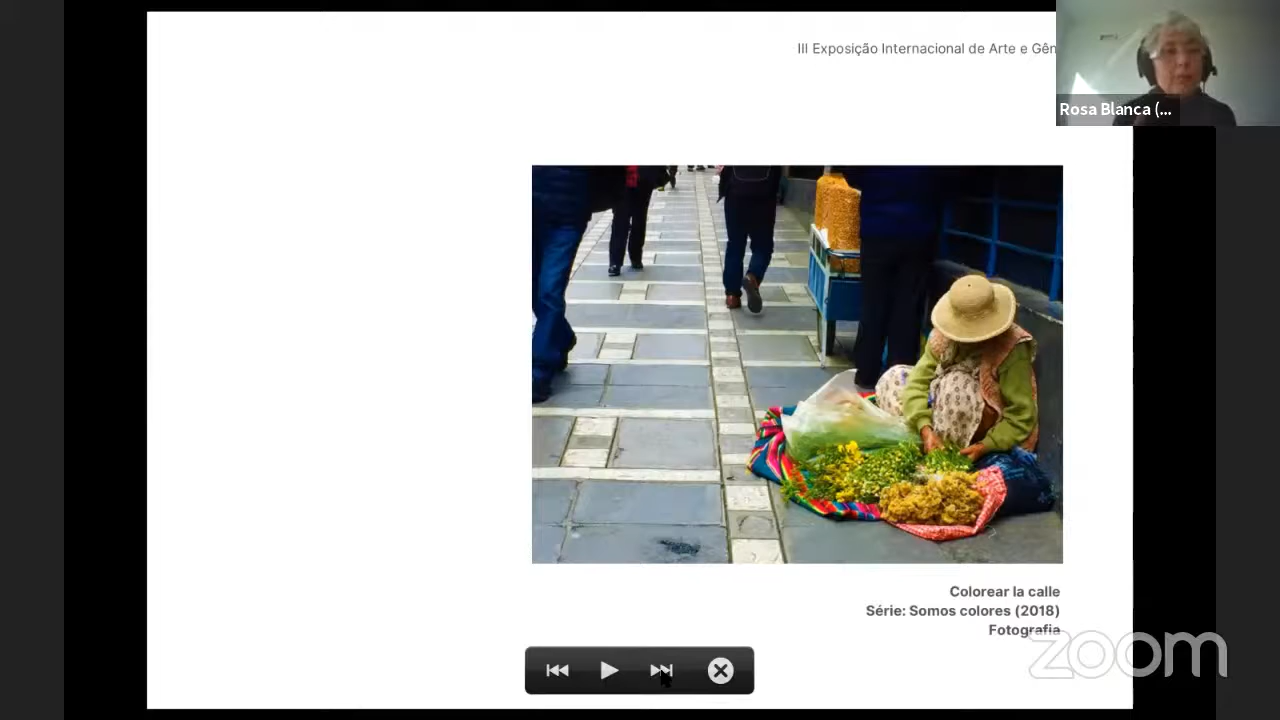 III Exposição Internacional de Arte e Gên
Rosa Blanca (...
Colorear la calle
Série: Somos colores (2018)
Fotografia
zoom